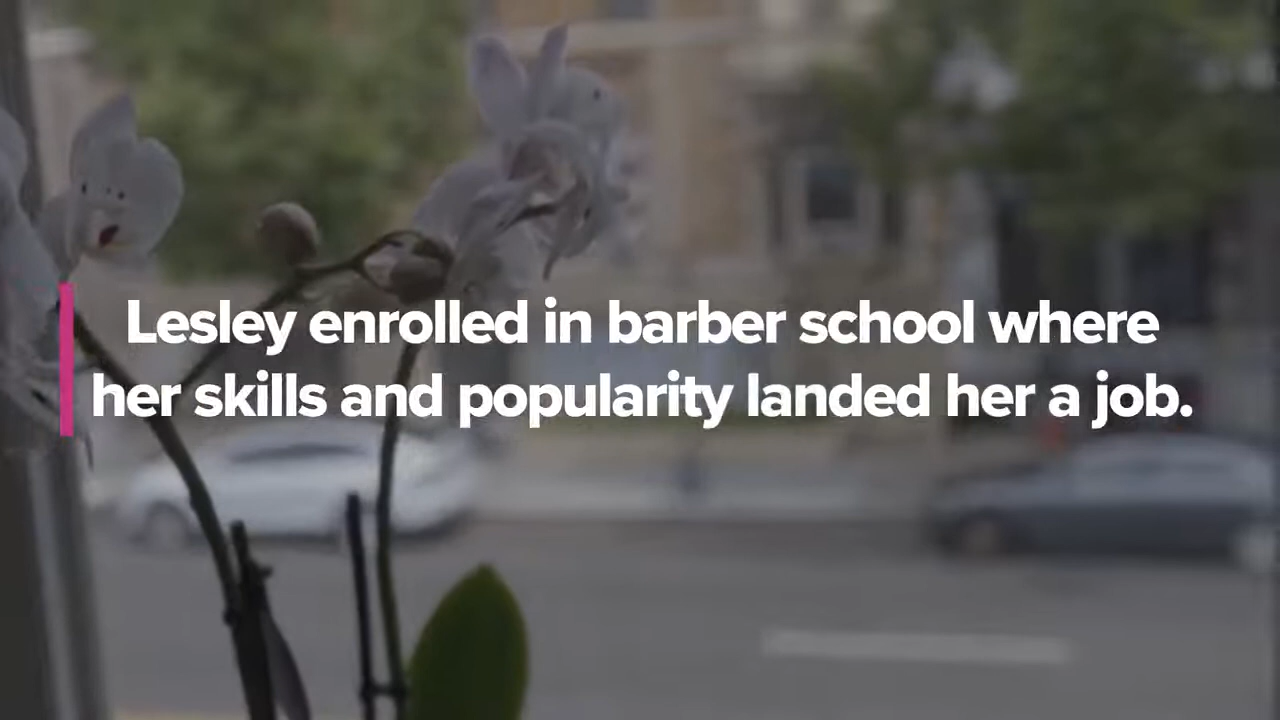 Lesley enrolled in barber school where
her skills and popularity landed her a job.